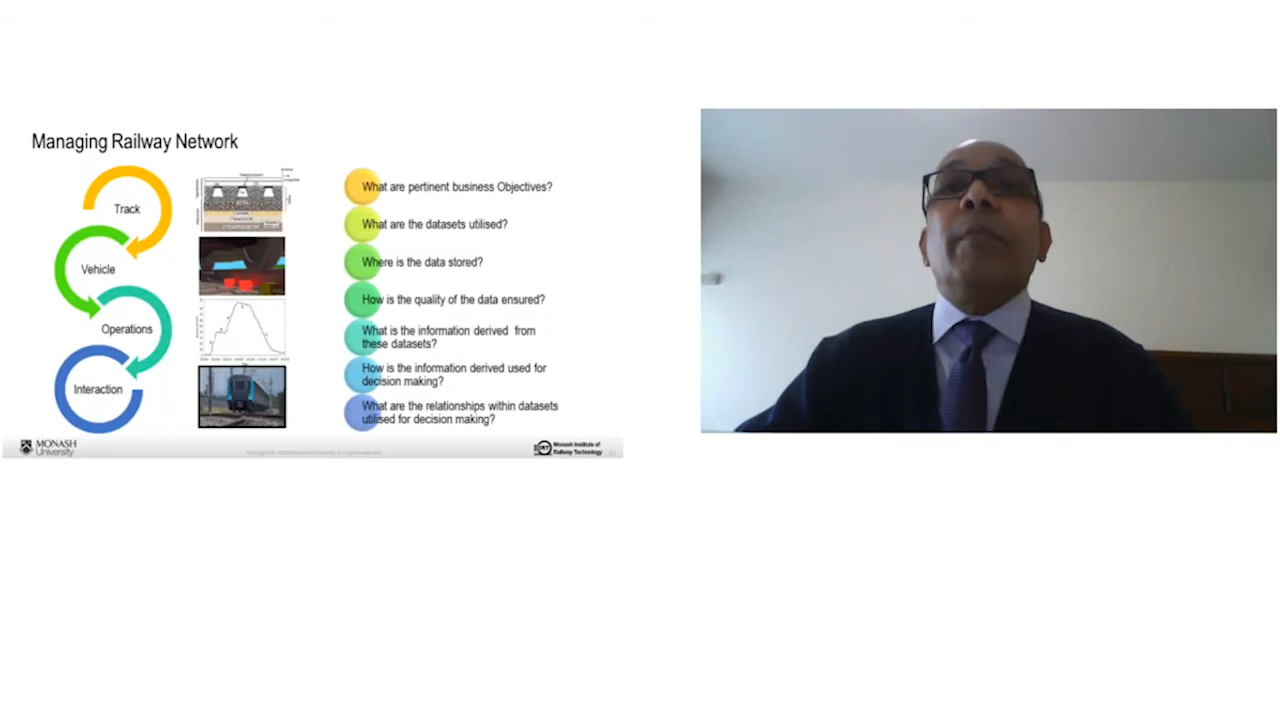 Managing Railway Network
Track
Vehicle
Operations
Interaction
What are pertinent business Objectives?
What are the datasets utilised?
Where is the data stored?
How is the quality of the data ensured?
What is the information derived from
these datasets?
How is the information derived used for
decision making?
What are the relationships within datasets
utilised for decision making?
MONASH
University
Monash Institute of
Railway Technology